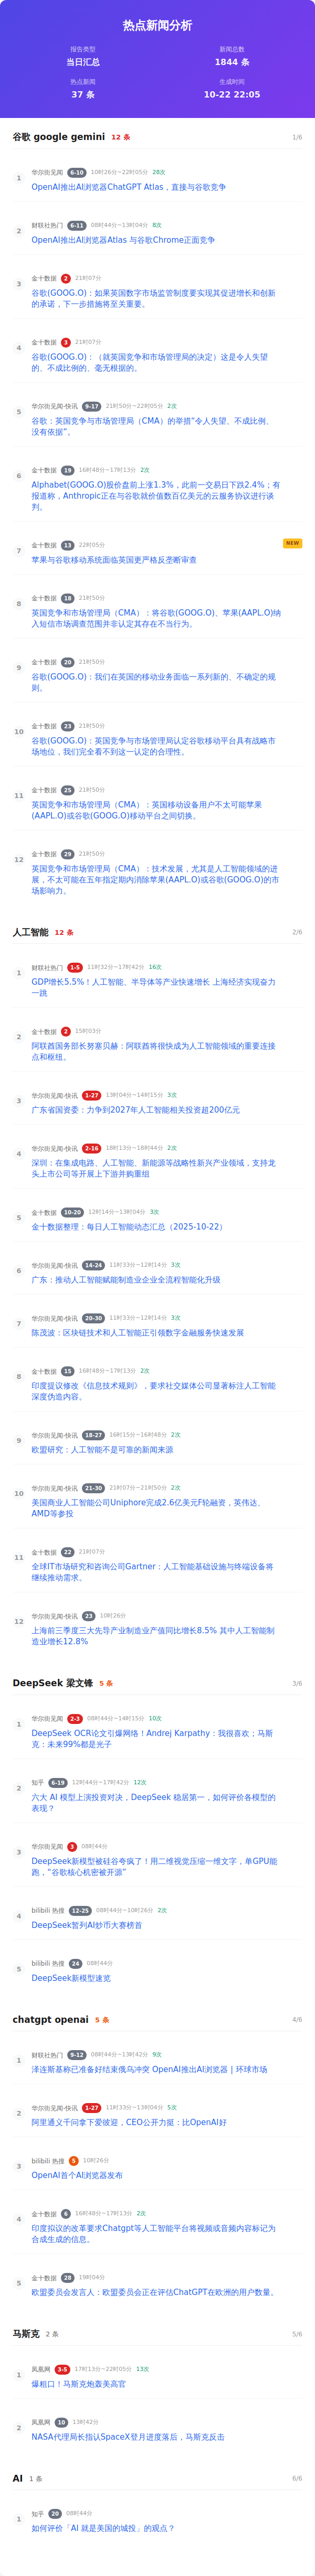 热点新闻分析
报告类型
新闻总数
当日汇总
1844 条
热点新闻
生成时间
37 条
10-22 22:05
谷歌 google gemini 12 条 1/6
1
华尔街见闻 6-10 10时26分~22时05分 28次
OpenAI推出AI浏览器ChatGPT Atlas，直接与谷歌竞争
2
财联社热门 6-11 08时44分~13时04分 8次
OpenAI推出AI浏览器Atlas 与谷歌Chrome正面竞争
3
金十数据 2 21时07分
谷歌(GOOG.O)：如果英国数字市场监管制度要实现其促进增长和创新
的承诺，下一步措施将至关重要。
4
金十数据 3 21时07分
谷歌(GOOG.O)：（就英国竞争和市场管理局的决定）这是令人失望
的、不成比例的、毫无根据的。
5
华尔街见闻-快讯 9-17 21时50分~22时05分 2次
谷歌：英国竞争与市场管理局（CMA）的举措“令人失望、不成比例、
没有依据”。
6
金十数据 19 16时48分~17时13分 2次
Alphabet(GOOG.O)股价盘前上涨1.3%，此前一交易日下跌2.4%；有
报道称，Anthropic正在与谷歌就价值数百亿美元的云服务协议进行谈
判。
7
金十数据 13 22时05分
NEW
苹果与谷歌移动系统面临英国更严格反垄断审查
8
金十数据 18 21时50分
英国竞争和市场管理局（CMA）：将谷歌(GOOG.O)、苹果(AAPL.O)纳
入短信市场调查范围并非认定其存在不当行为。
9
金十数据 20 21时50分
谷歌(GOOG.O)：我们在英国的移动业务面临一系列新的、不确定的规
则。
10
金十数据 23 21时50分
谷歌(GOOG.O)：英国竞争与市场管理局认定谷歌移动平台具有战略市
场地位，我们完全看不到这一认定的合理性。
11
金十数据 25 21时50分
英国竞争和市场管理局（CMA）：英国移动设备用户不太可能苹果
(AAPL.O)或谷歌(GOOG.O)移动平台之间切换。
12
金十数据 29 21时50分
英国竞争和市场管理局（CMA）：技术发展，尤其是人工智能领域的进
展，不太可能在五年指定期内消除苹果(AAPL.O)或谷歌(GOOG.O)的市
场影响力。
人工智能 12 条 2/6
1
财联社热门 1-5 11时32分~17时42分 16次
GDP增长5.5%！人工智能、半导体等产业快速增长 上海经济实现奋力
一跳
2
金十数据 2 15时03分
阿联酋国务部长努塞贝赫：阿联酋将很快成为人工智能领域的重要连接
点和枢纽。
3
华尔街见闻-快讯 1-27 13时04分~14时15分 3次
广东省国资委：力争到2027年人工智能相关投资超200亿元
4
华尔街见闻-快讯 2-16 18时13分~18时44分 2次
深圳：在集成电路、人工智能、新能源等战略性新兴产业领域，支持龙
头上市公司等开展上下游并购重组
5
金十数据 10-20 12时14分~13时04分 3次
金十数据整理：每日人工智能动态汇总（2025-10-22）
6
华尔街见闻-快讯 14-24 11时33分~12时14分 3次
广东：推动人工智能赋能制造业企业全流程智能化升级
7
华尔街见闻-快讯 20-30 11时33分~12时14分 3次
陈茂波：区块链技术和人工智能正引领数字金融服务快速发展
8
金十数据 15 16时48分~17时13分 2次
印度提议修改《信息技术规则》，要求社交媒体公司显著标注人工智能
深度伪造内容。
9
华尔街见闻-快讯 18-27 16时15分~16时48分 2次
欧盟研究：人工智能不是可靠的新闻来源
10
华尔街见闻-快讯 21-30 21时07分~21时50分 2次
美国商业人工智能公司Uniphore完成2.6亿美元F轮融资，英伟达、
AMD等参投
11
金十数据 22 21时07分
全球IT市场研究和咨询公司Gartner：人工智能基础设施与终端设备将
继续推动需求。
12
华尔街见闻-快讯 23 10时26分
上海前三季度三大先导产业制造业产值同比增长8.5% 其中人工智能制
造业增长12.8%
DeepSeek 梁文锋 5 条 3/6
1
华尔街见闻 2-3 08时44分~14时15分 10次
DeepSeek OCR论文引爆网络！Andrej Karpathy：我很喜欢；马斯
克：未来99%都是光子
2
知乎 6-19 12时44分~17时42分 12次
六大 AI 模型上演投资对决，DeepSeek 稳居第一，如何评价各模型的
表现？
3
华尔街见闻 3 08时44分
DeepSeek新模型被硅谷夸疯了！用二维视觉压缩一维文字，单GPU能
跑，“谷歌核心机密被开源”
4
bilibili 热搜 12-25 08时44分~10时26分 2次
DeepSeek暂列AI炒币大赛榜首
5
bilibili 热搜 24 08时44分
DeepSeek新模型速览
chatgpt openai 5 条 4/6
1
财联社热门 9-12 08时44分~13时42分 9次
泽连斯基称已准备好结束俄乌冲突 OpenAI推出AI浏览器 | 环球市场
2
华尔街见闻-快讯 1-27 11时33分~13时04分 5次
阿里通义千问拿下爱彼迎，CEO公开力挺：比OpenAI好
3
bilibili 热搜 5 10时26分
OpenAI首个AI浏览器发布
4
金十数据 6 16时48分~17时13分 2次
印度拟议的改革要求Chatgpt等人工智能平台将视频或音频内容标记为
合成生成的信息。
5
金十数据 28 19时04分
欧盟委员会发言人：欧盟委员会正在评估ChatGPT在欧洲的用户数量。
马斯克 2 条 5/6
1
凤凰网 3-5 17时13分~22时05分 13次
爆粗口！马斯克炮轰美高官
2
凤凰网 10 13时42分
NASA代理局长指认SpaceX登月进度落后，马斯克反击
AI 1 条 6/6
1
知乎 20 08时44分
如何评价「AI 就是美国的城投」的观点？